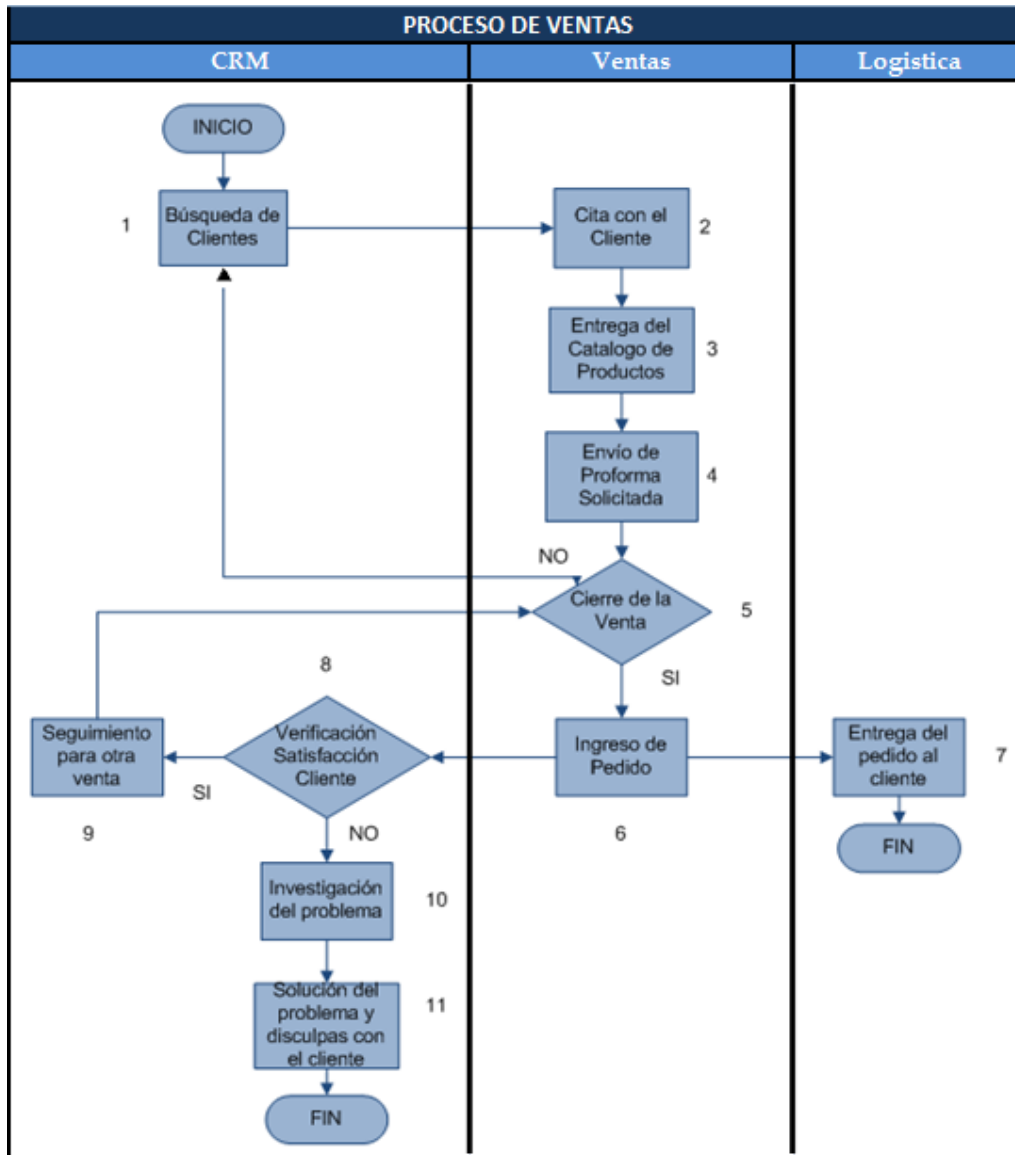 PROCESO DE VENTAS
CRM
Ventas
Logistica
INICIO
1
Búsqueda de
Clientes
Cita con el
Cliente
2
Entrega del
Catalogo de
Productos
3
Envío de
Proforma
Solicitada
4
NO
Cierre de la
Venta
5
SI
8
Seguimiento
para otra
venta
SI
9
Verificación
Satisfacción
Cliente
NO
Ingreso de
Pedido
6
Entrega del
pedido al
cliente
7
FIN
Investigación
del problema
10
Solución del
problema y
disculpas con
el cliente
11
FIN